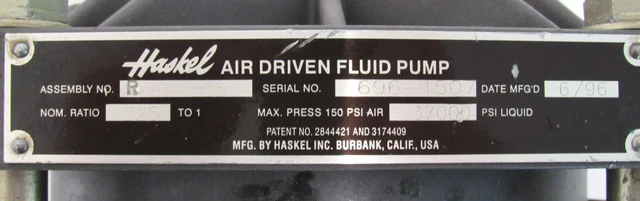 Haskel AIR DRIVEN FLUID PUMP
ASSEMBLY NO. R SERIAL NO. 696-1507 DATE MFG'D 6/96
NOM. RATIO 225 TO 1 MAX. PRESS 150 PSI AIR 37000 PSI LIQUID
PATENT NO. 2844421 AND 3174409
MFG. BY HASKEL INC. BURBANK, CALIF., USA